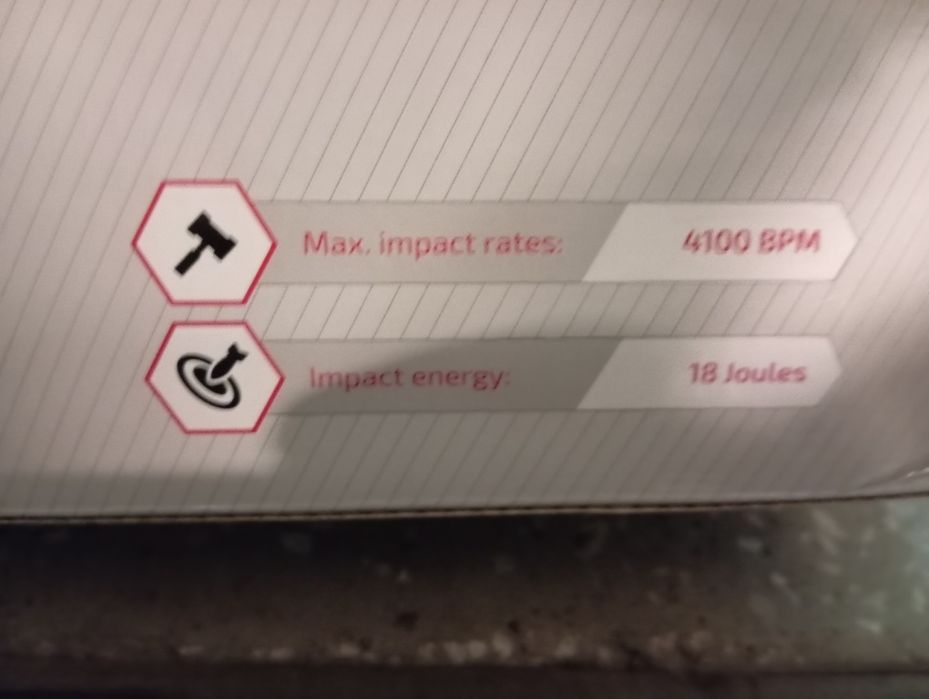 Max. impact rates: 4100 BPM
Impact energy: 18 Joules